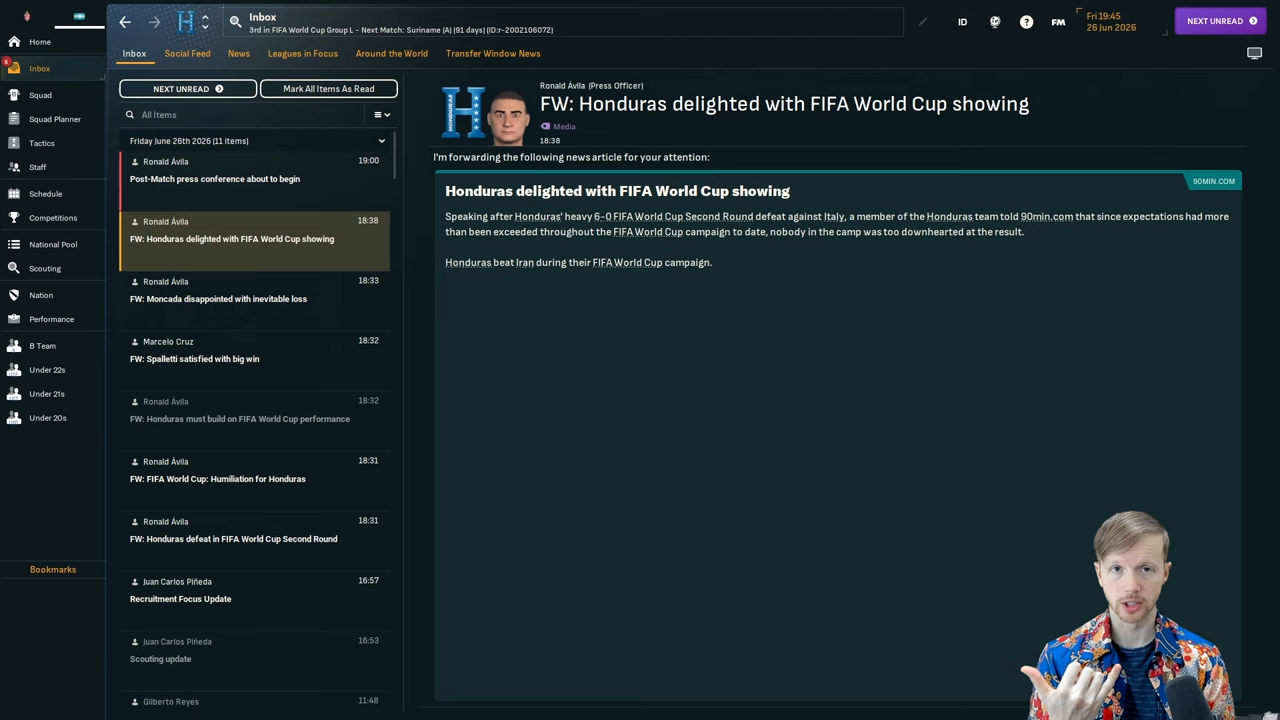 Inbox
3rd in FIFA World Cup Group L - Next Match: Suriname (A) (91 days) (ID:r-2002106072)
ID
FM
Fri 19:45
26 Jun 2026
NEXT UNREAD
Home
6
Inbox
Squad
Squad Planner
Tactics
Staff
Schedule
Competitions
National Pool
Scouting
Nation
Performance
B Team
Under 22s
Under 21s
Under 20s
Bookmarks
Inbox
Social Feed
News
Leagues in Focus
Around the World
Transfer Window News
NEXT UNREAD
Mark All Items As Read
All Items
Friday June 26th 2026 (11 items)
Ronald Ávila 19:00
Post-Match press conference about to begin
Ronald Ávila 18:38
FW: Honduras delighted with FIFA World Cup showing
Ronald Ávila 18:33
FW: Moncada disappointed with inevitable loss
Marcelo Cruz 18:32
FW: Spalletti satisfied with big win
Ronald Ávila 18:32
FW: Honduras must build on FIFA World Cup performance
Ronald Ávila 18:31
FW: FIFA World Cup: Humiliation for Honduras
Ronald Ávila 18:31
FW: Honduras defeat in FIFA World Cup Second Round
Juan Carlos Piñeda 16:57
Recruitment Focus Update
Juan Carlos Piñeda 16:53
Scouting update
Gilberto Reyes 11:48
HONDURAS
H
Ronald Ávila (Press Officer)
FW: Honduras delighted with FIFA World Cup showing
Media
18:38
I'm forwarding the following news article for your attention:
Honduras delighted with FIFA World Cup showing
90MIN.COM
Speaking after Honduras' heavy 6-0 FIFA World Cup Second Round defeat against Italy, a member of the Honduras team told 90min.com that since expectations had more
than been exceeded throughout the FIFA World Cup campaign to date, nobody in the camp was too downhearted at the result.
Honduras beat Iran during their FIFA World Cup campaign.